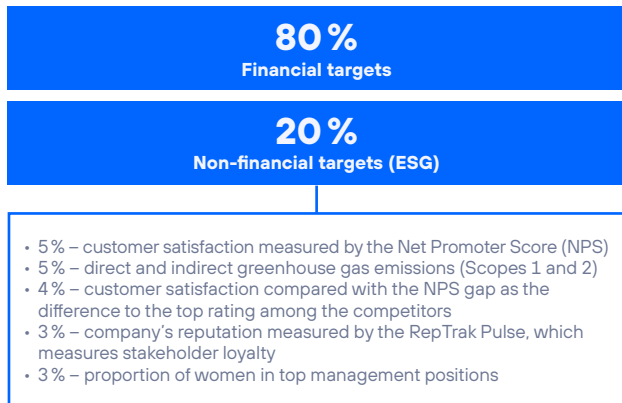 80 %
Financial targets
20 %
Non-financial targets (ESG)
• 5 % – customer satisfaction measured by the Net Promoter Score (NPS)
• 5 % – direct and indirect greenhouse gas emissions (Scopes 1 and 2)
• 4 % – customer satisfaction compared with the NPS gap as the
difference to the top rating among the competitors
• 3 % – company's reputation measured by the RepTrak Pulse, which
measures stakeholder loyalty
• 3 % – proportion of women in top management positions